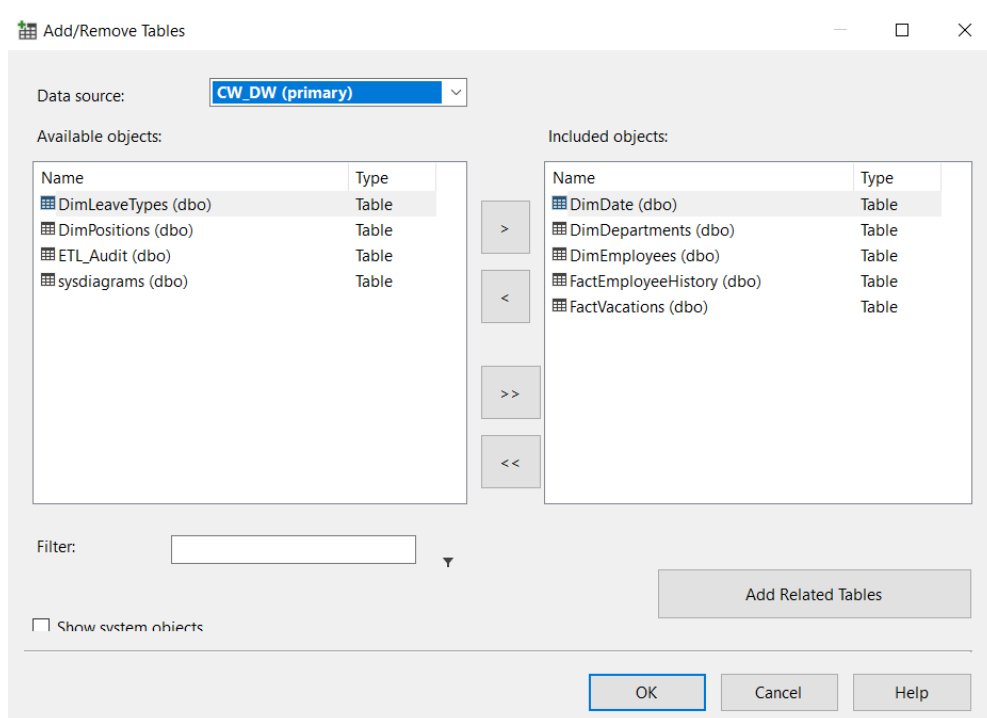 Add/Remove Tables
Data source:
CW_DW (primary)
Available objects:
Included objects:
Name Type
DimLeaveTypes (dbo) Table
DimPositions (dbo) Table
ETL_Audit (dbo) Table
sysdiagrams (dbo) Table
>
<
>>
<<
Name Type
DimDate (dbo) Table
DimDepartments (dbo) Table
DimEmployees (dbo) Table
FactEmployeeHistory (dbo) Table
FactVacations (dbo) Table
Filter:
Add Related Tables
Show system objects
OK
Cancel
Help